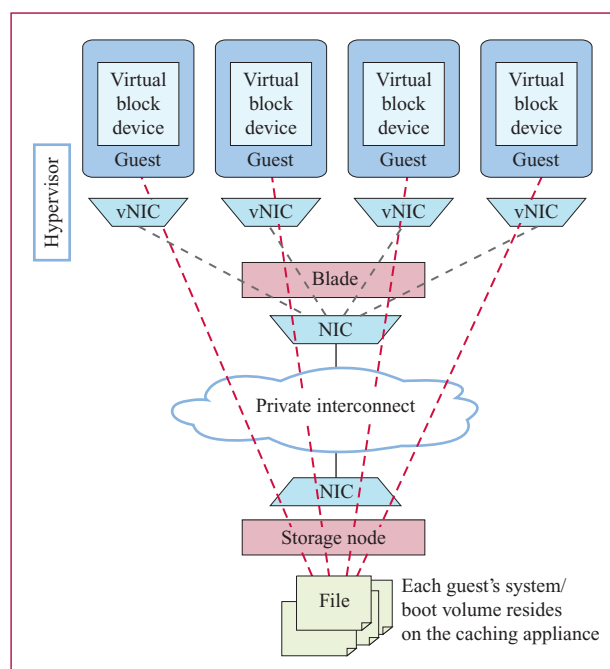 Virtual
block
device
Guest
Virtual
block
device
Guest
Virtual
block
device
Guest
Virtual
block
device
Guest
Hypervisor
vNIC
vNIC
vNIC
vNIC
Blade
NIC
Private interconnect
NIC
Storage node
File
Each guest's system/
boot volume resides
on the caching appliance